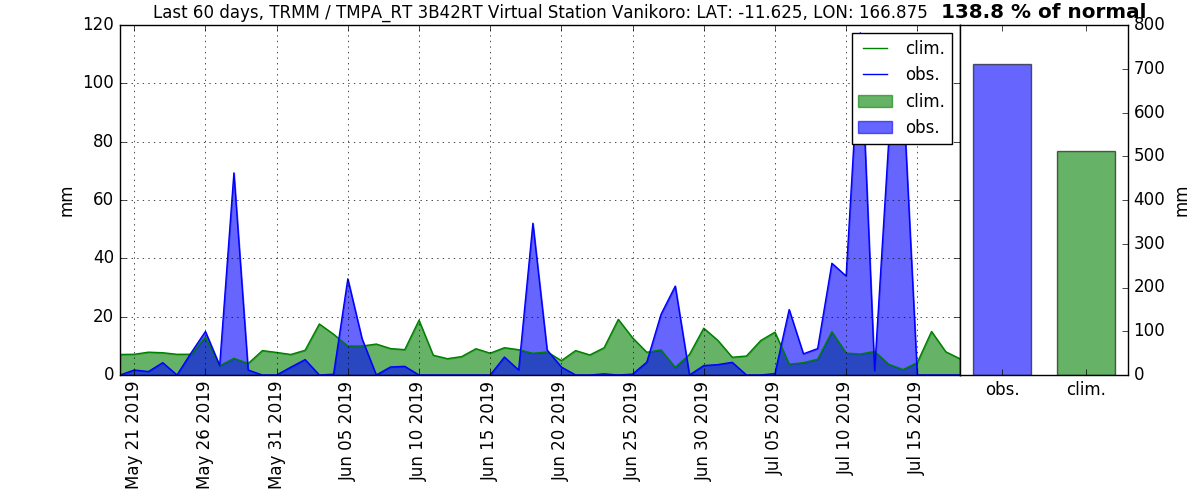 Last 60 days, TRMM / TMPA_RT 3B42RT Virtual Station Vanikoro: LAT: -11.625, LON: 166.875
138.8 % of normal
120
100
80
60
40
20
0
mm
clim.
obs.
clim.
obs.
May 21 2019
May 26 2019
May 31 2019
Jun 05 2019
Jun 10 2019
Jun 15 2019
Jun 20 2019
Jun 25 2019
Jun 30 2019
Jul 05 2019
Jul 10 2019
Jul 15 2019
800
700
600
500
400
300
200
100
0
mm
obs.
clim.